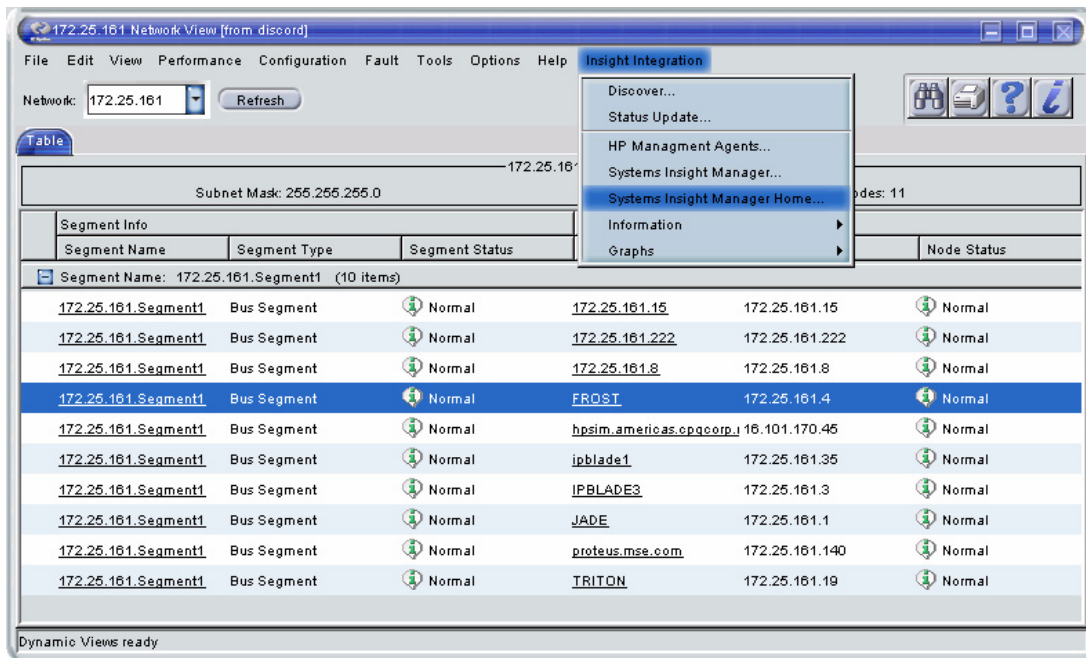 172.25.161 Network View [from discord]
File Edit View Performance Configuration Fault Tools Options Help Insight Integration
Network: 172.25.161 Refresh
Discover...
Status Update...
HP Managment Agents...
Systems Insight Manager...
Systems Insight Manager Home...
Information
Graphs
Table
172.25.16
Subnet Mask: 255.255.255.0 odes: 11
Segment Info
Segment Name Segment Type Segment Status Node Status
Segment Name: 172.25.161.Segment1 (10 items)
172.25.161.Segment1 Bus Segment Normal 172.25.161.15 172.25.161.15 Normal
172.25.161.Segment1 Bus Segment Normal 172.25.161.222 172.25.161.222 Normal
172.25.161.Segment1 Bus Segment Normal 172.25.161.8 172.25.161.8 Normal
172.25.161.Segment1 Bus Segment Normal FROST 172.25.161.4 Normal
172.25.161.Segment1 Bus Segment Normal hpsim.americas.cpqcorp. 16.101.170.45 Normal
172.25.161.Segment1 Bus Segment Normal ipblade1 172.25.161.35 Normal
172.25.161.Segment1 Bus Segment Normal IPBLADE3 172.25.161.3 Normal
172.25.161.Segment1 Bus Segment Normal JADE 172.25.161.1 Normal
172.25.161.Segment1 Bus Segment Normal proteus.mse.com 172.25.161.140 Normal
172.25.161.Segment1 Bus Segment Normal TRITON 172.25.161.19 Normal
Dynamic Views ready